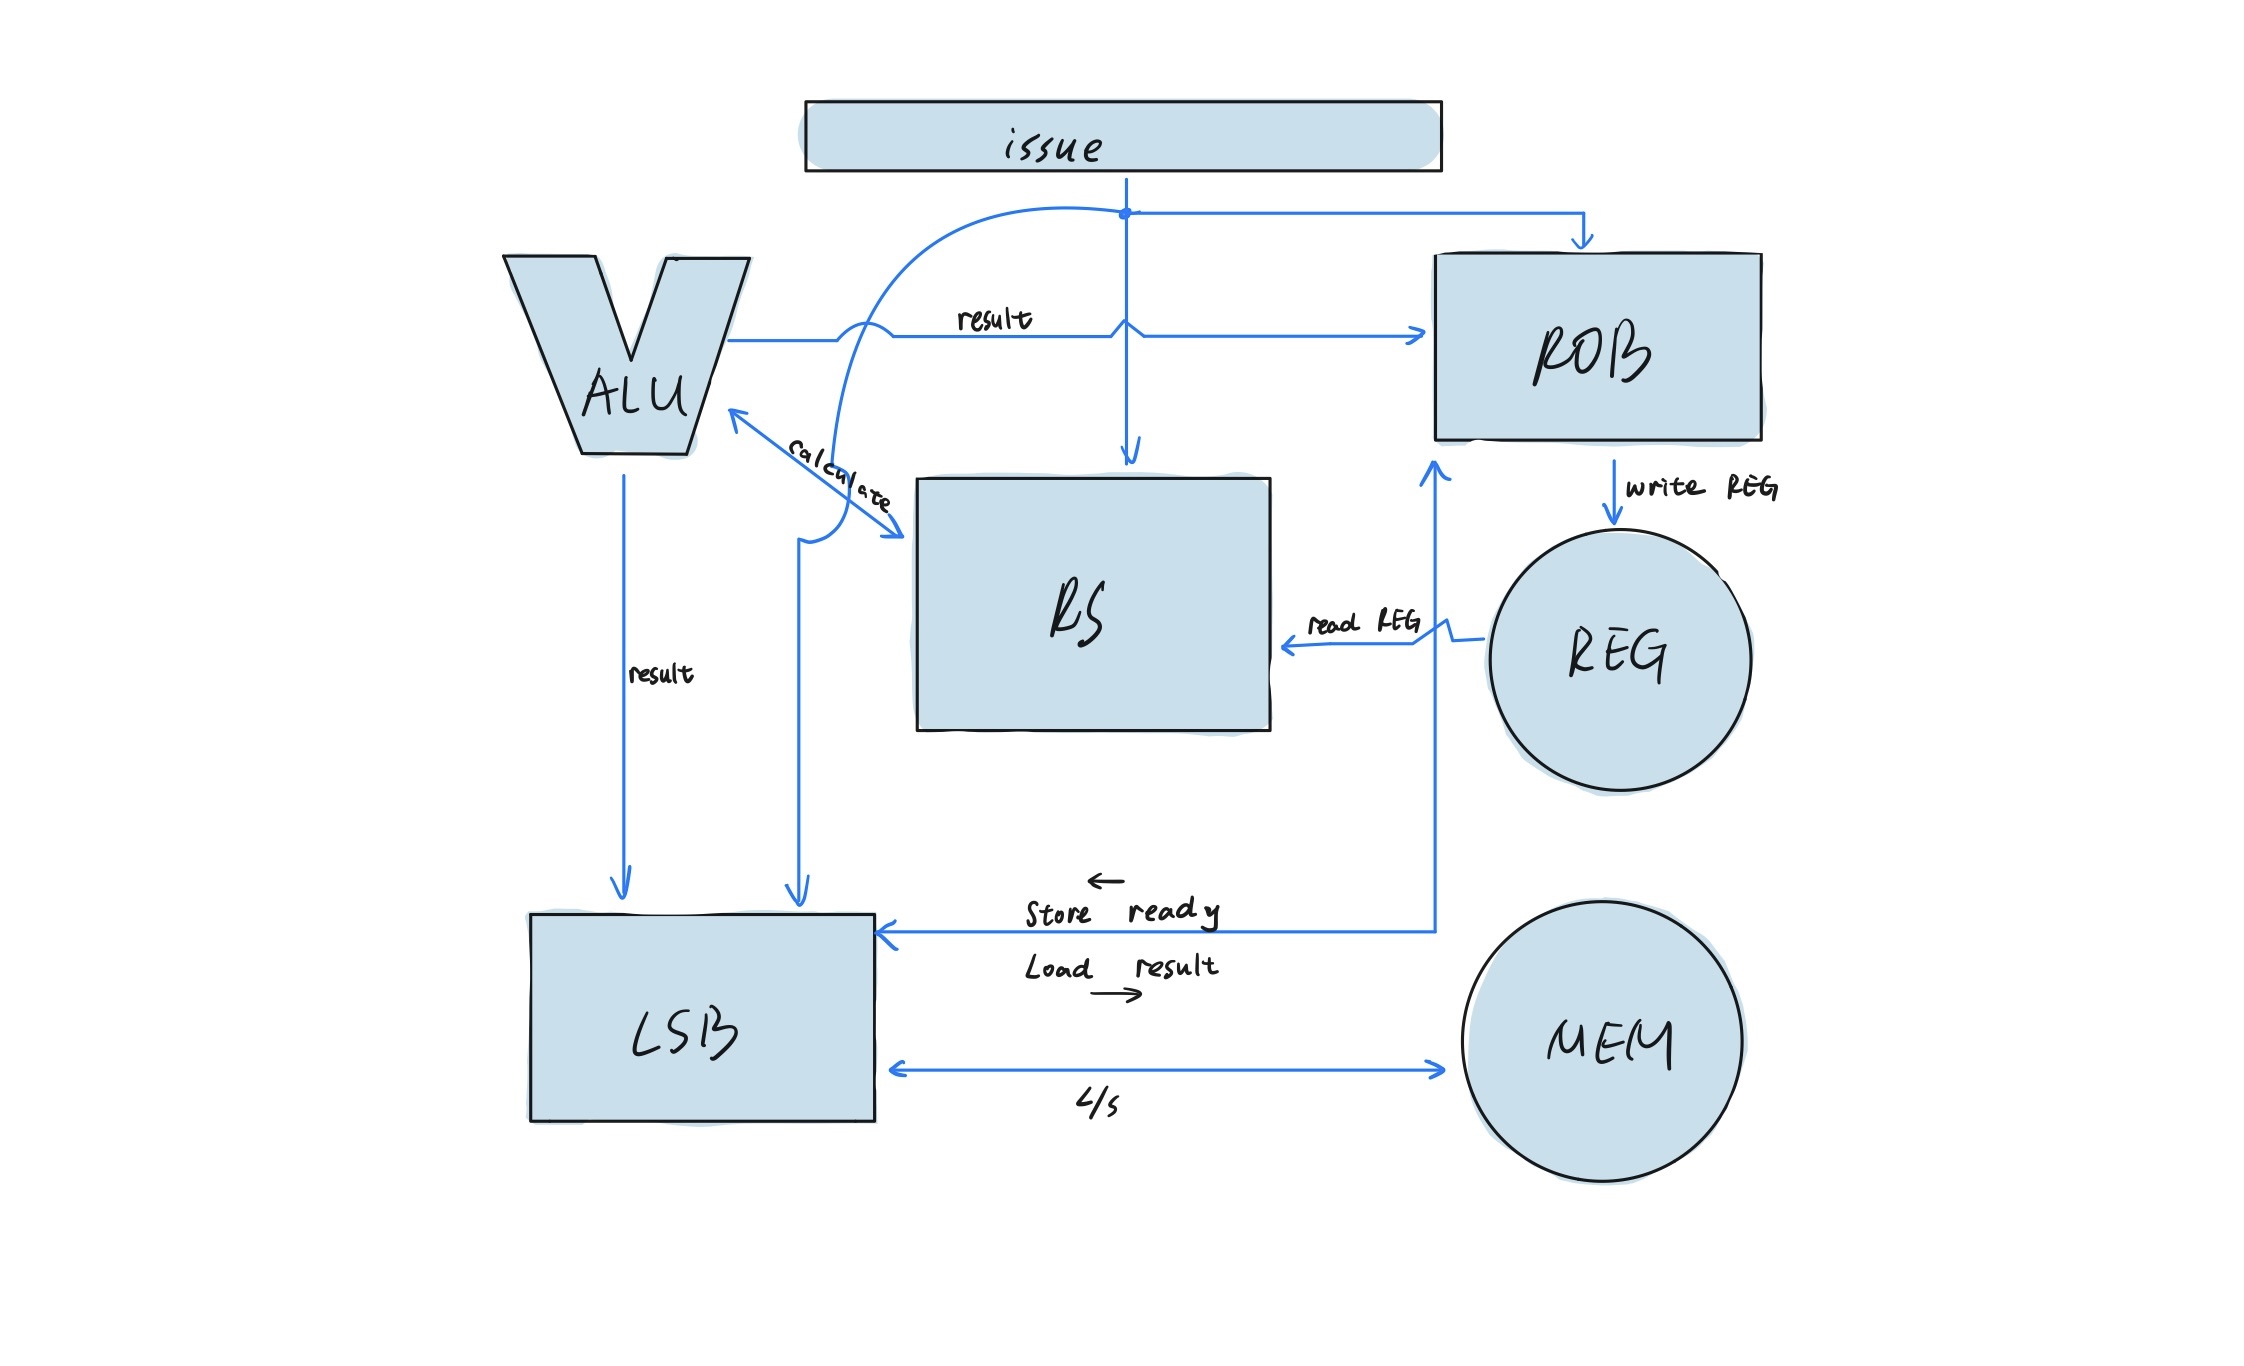 issue
result
ROB
ALU
calculate
write REG
RS
read REG
REG
result
Store ready
Load result
LSB
MEM
L/s